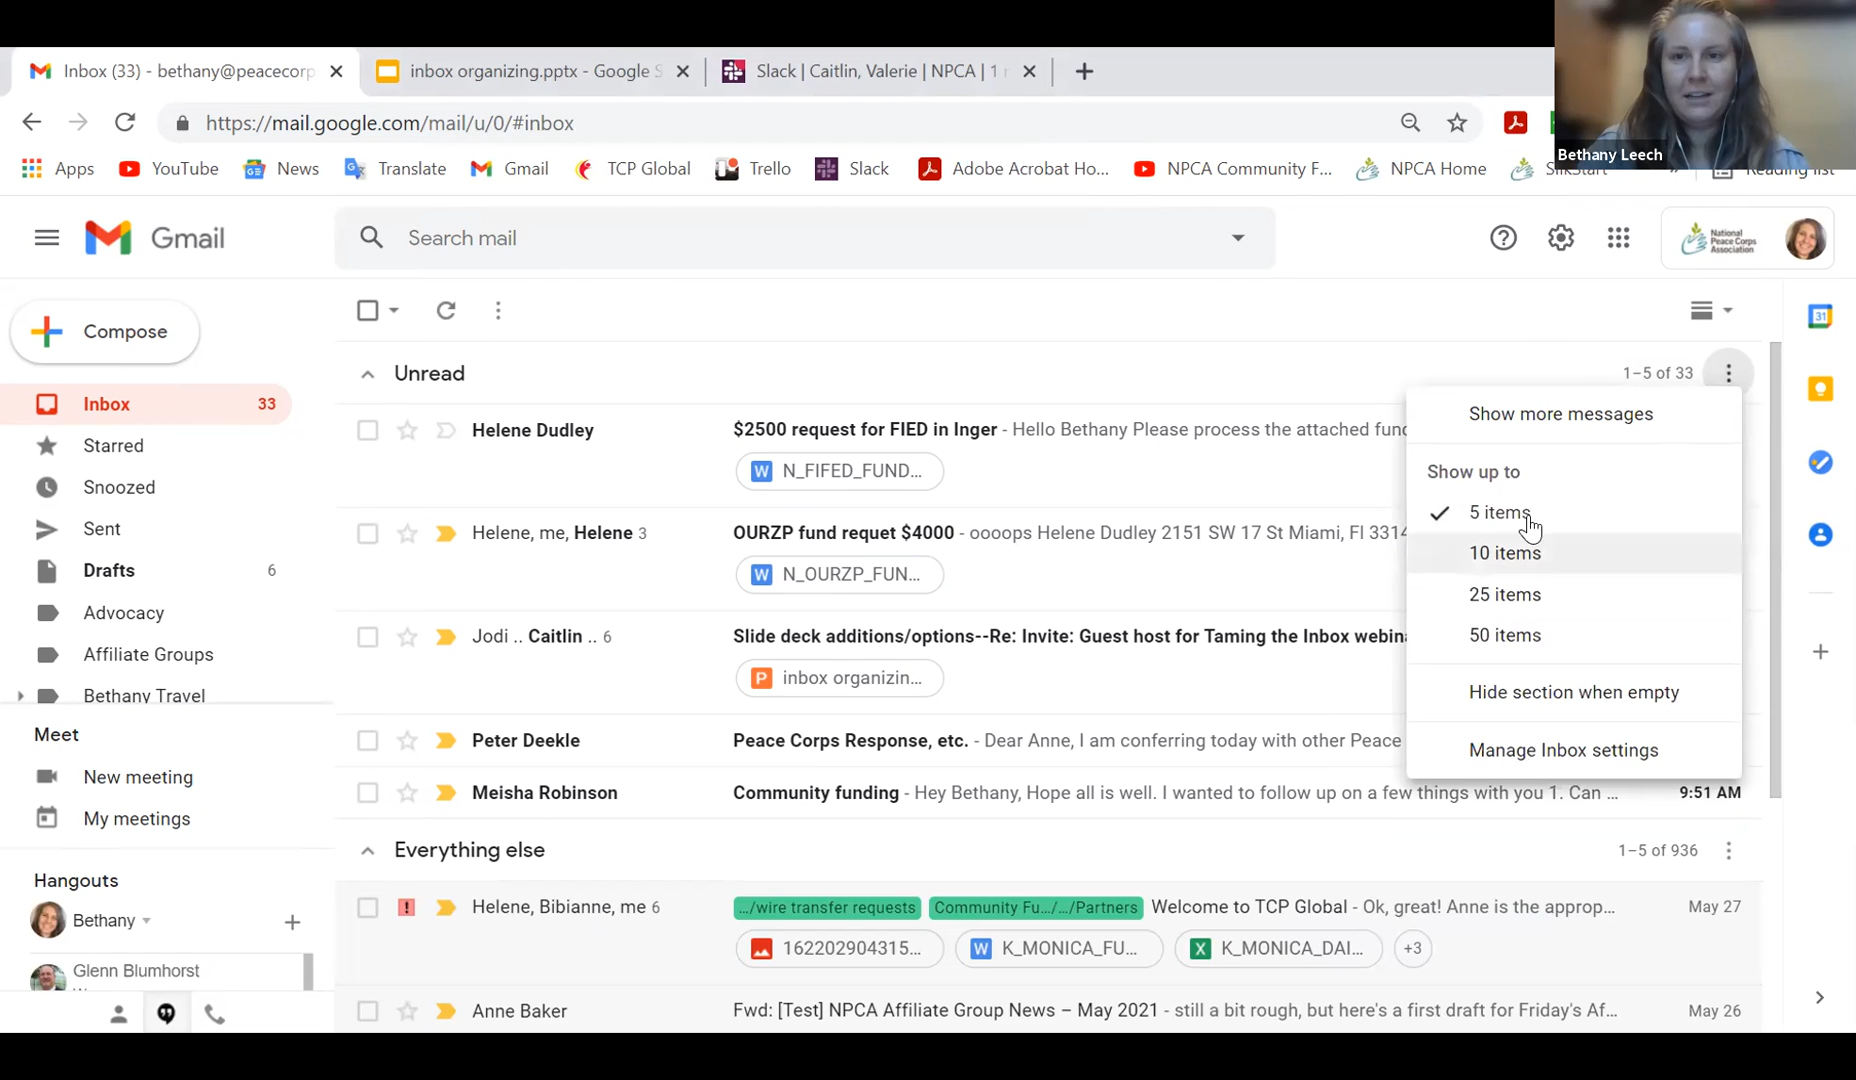 Inbox (33) - bethany@peacecorp
inbox organizing.pptx - Google S
Slack | Caitlin, Valerie | NPCA | 1
Bethany Leech
https://mail.google.com/mail/u/0/#inbox
Apps
YouTube
News
Translate
Gmail
TCP Global
Trello
Slack
Adobe Acrobat Ho...
NPCA Community F...
NPCA Home
Reading list
Gmail
Search mail
National
Peace Corps
Association
Compose
Inbox 33
Starred
Snoozed
Sent
Drafts 6
Advocacy
Affiliate Groups
Bethany Travel
Meet
New meeting
My meetings
Hangouts
Bethany
Glenn Blumhorst
Unread
1–5 of 33
Helene Dudley
$2500 request for FIED in Inger - Hello Bethany Please process the attached fund
W N_FIFED_FUND...
Helene, me, Helene 3
OURZP fund requet $4000 - oooops Helene Dudley 2151 SW 17 St Miami, Fl 3314
W N_OURZP_FUN...
Jodi .. Caitlin .. 6
Slide deck additions/options--Re: Invite: Guest host for Taming the Inbox webina
P inbox organizin...
Peter Deekle
Peace Corps Response, etc. - Dear Anne, I am conferring today with other Peace
Meisha Robinson
Community funding - Hey Bethany, Hope all is well. I wanted to follow up on a few things with you 1. Can ...
9:51 AM
Show more messages
Show up to
5 items
10 items
25 items
50 items
Hide section when empty
Manage Inbox settings
Everything else
1–5 of 936
Helene, Bibianne, me 6
.../wire transfer requests
Community Fu.../.../Partners
Welcome to TCP Global - Ok, great! Anne is the approp...
May 27
162202904315...
W K_MONICA_FU...
X K_MONICA_DAI...
+3
Anne Baker
Fwd: [Test] NPCA Affiliate Group News – May 2021 - still a bit rough, but here's a first draft for Friday's Af...
May 26
31